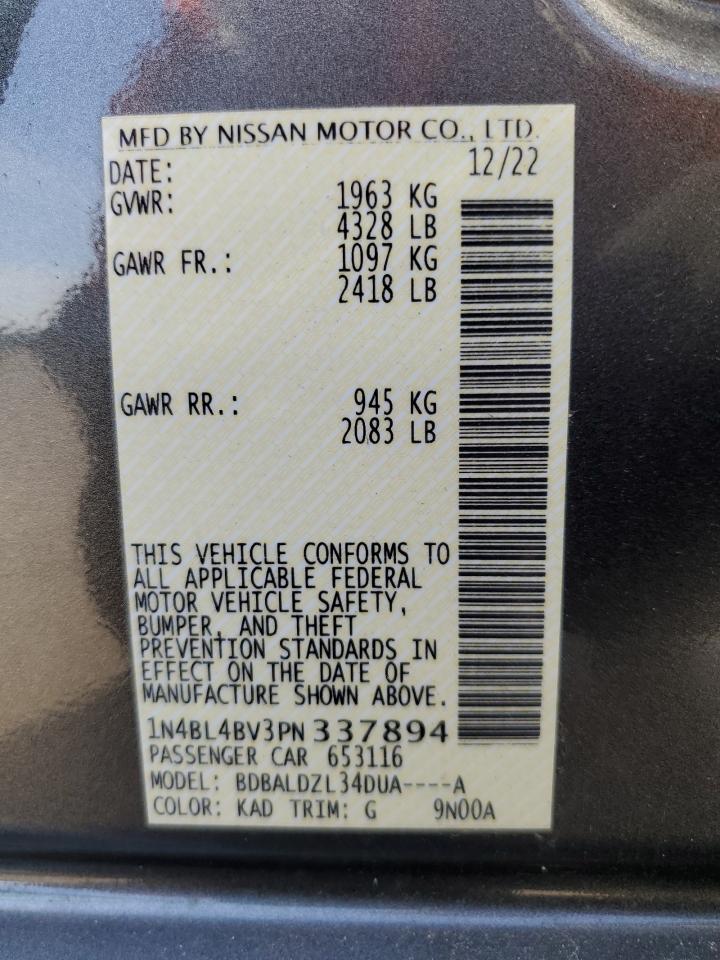 MFD BY NISSAN MOTOR CO., LTD.
DATE: 12/22
GVWR: 1963 KG
4328 LB
GAWR FR.: 1097 KG
2418 LB
GAWR RR.: 945 KG
2083 LB
THIS VEHICLE CONFORMS TO
ALL APPLICABLE FEDERAL
MOTOR VEHICLE SAFETY,
BUMPER, AND THEFT
PREVENTION STANDARDS IN
EFFECT ON THE DATE OF
MANUFACTURE SHOWN ABOVE.
1N4BL4BV3PN337894
PASSENGER CAR 653116
MODEL: BDBALDZL34DUA----A
COLOR: KAD TRIM: G 9N00A